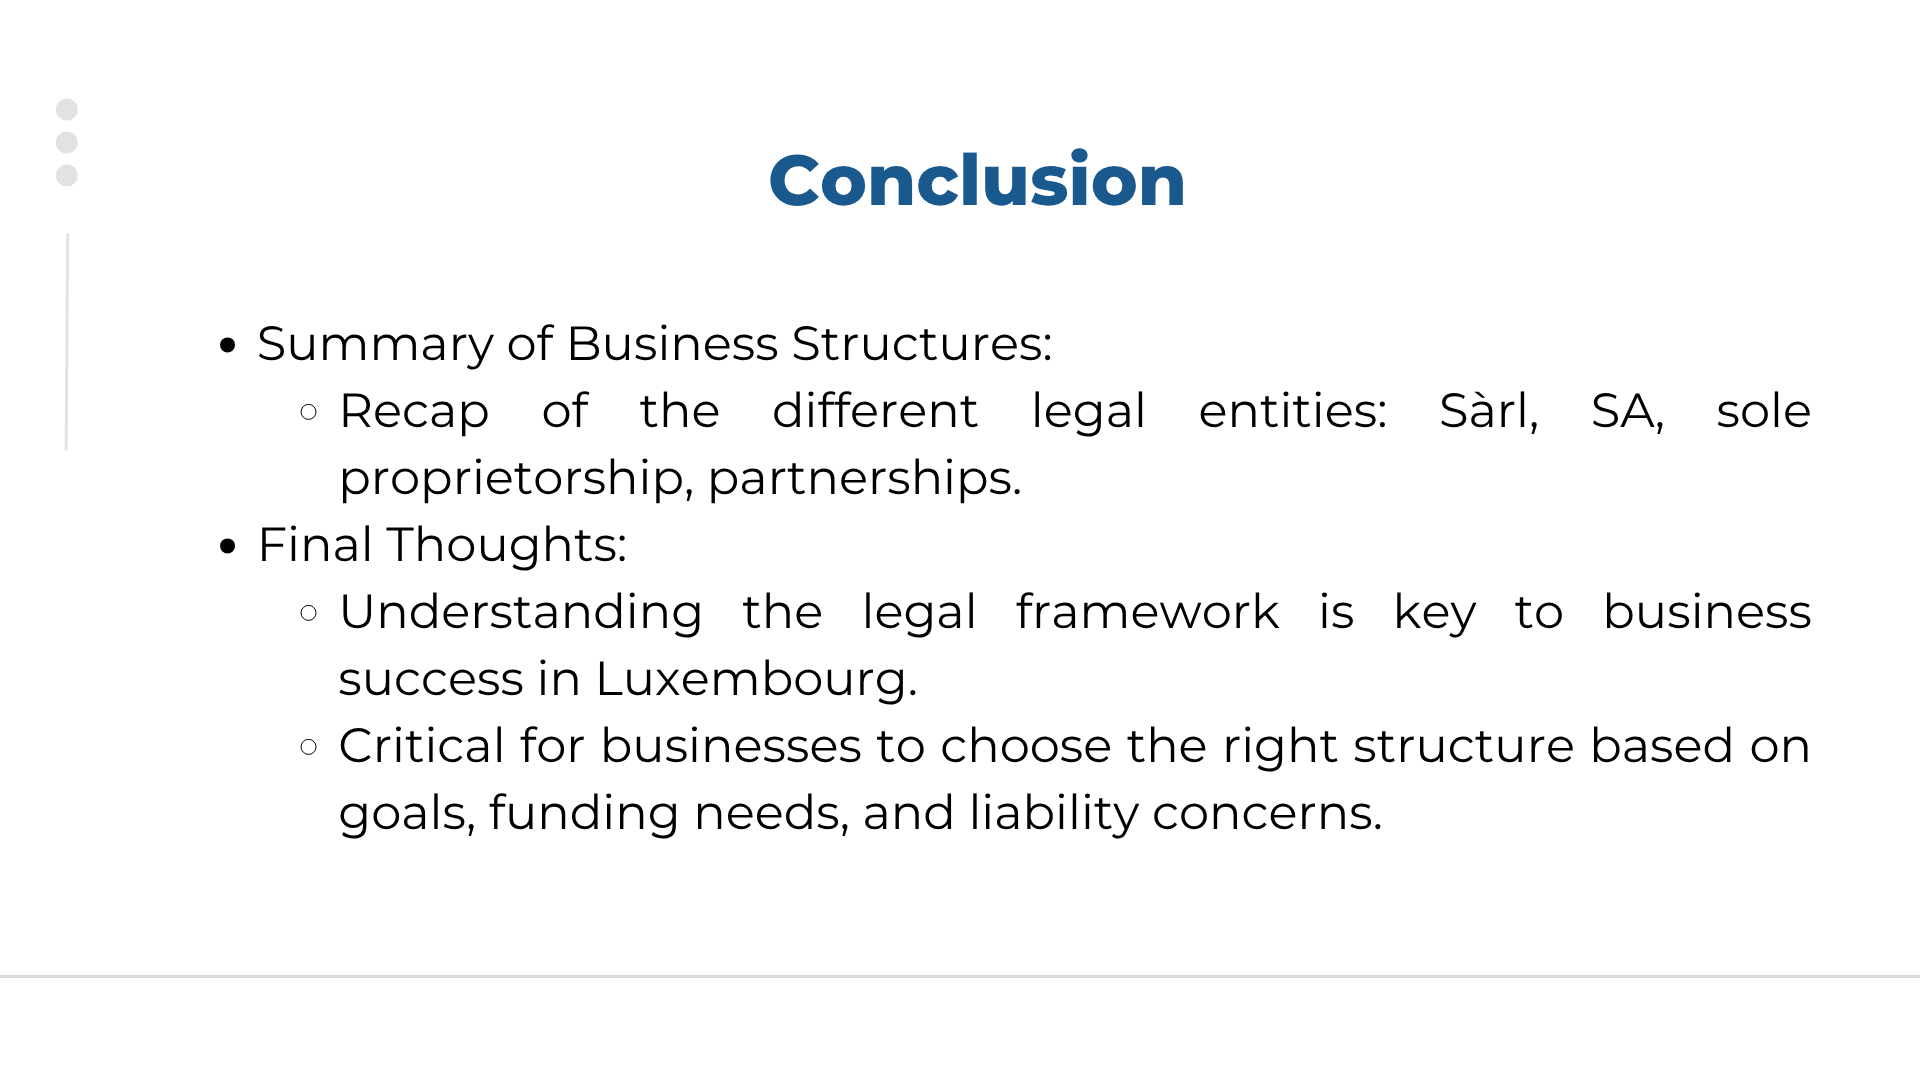 Conclusion
• Summary of Business Structures:
◦ Recap of the different legal entities: Sàrl, SA, sole
proprietorship, partnerships.
• Final Thoughts:
◦ Understanding the legal framework is key to business
success in Luxembourg.
◦ Critical for businesses to choose the right structure based on
goals, funding needs, and liability concerns.